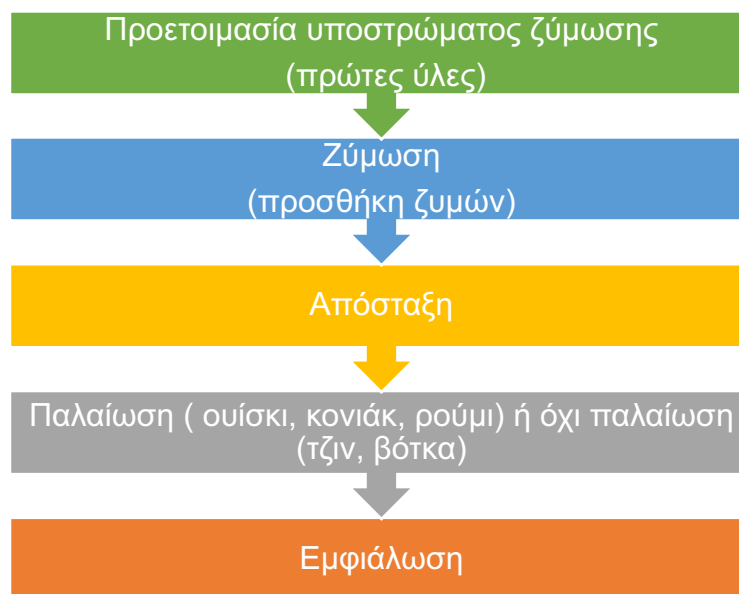 Προετοιμασία υποστρώματος ζύμωσης
(πρώτες ύλες)
Ζύμωση
(προσθήκη ζυμών)
Απόσταξη
Παλαίωση ( ουίσκι, κονιάκ, ρούμι) ή όχι παλαίωση
(τζιν, βότκα)
Εμφιάλωση